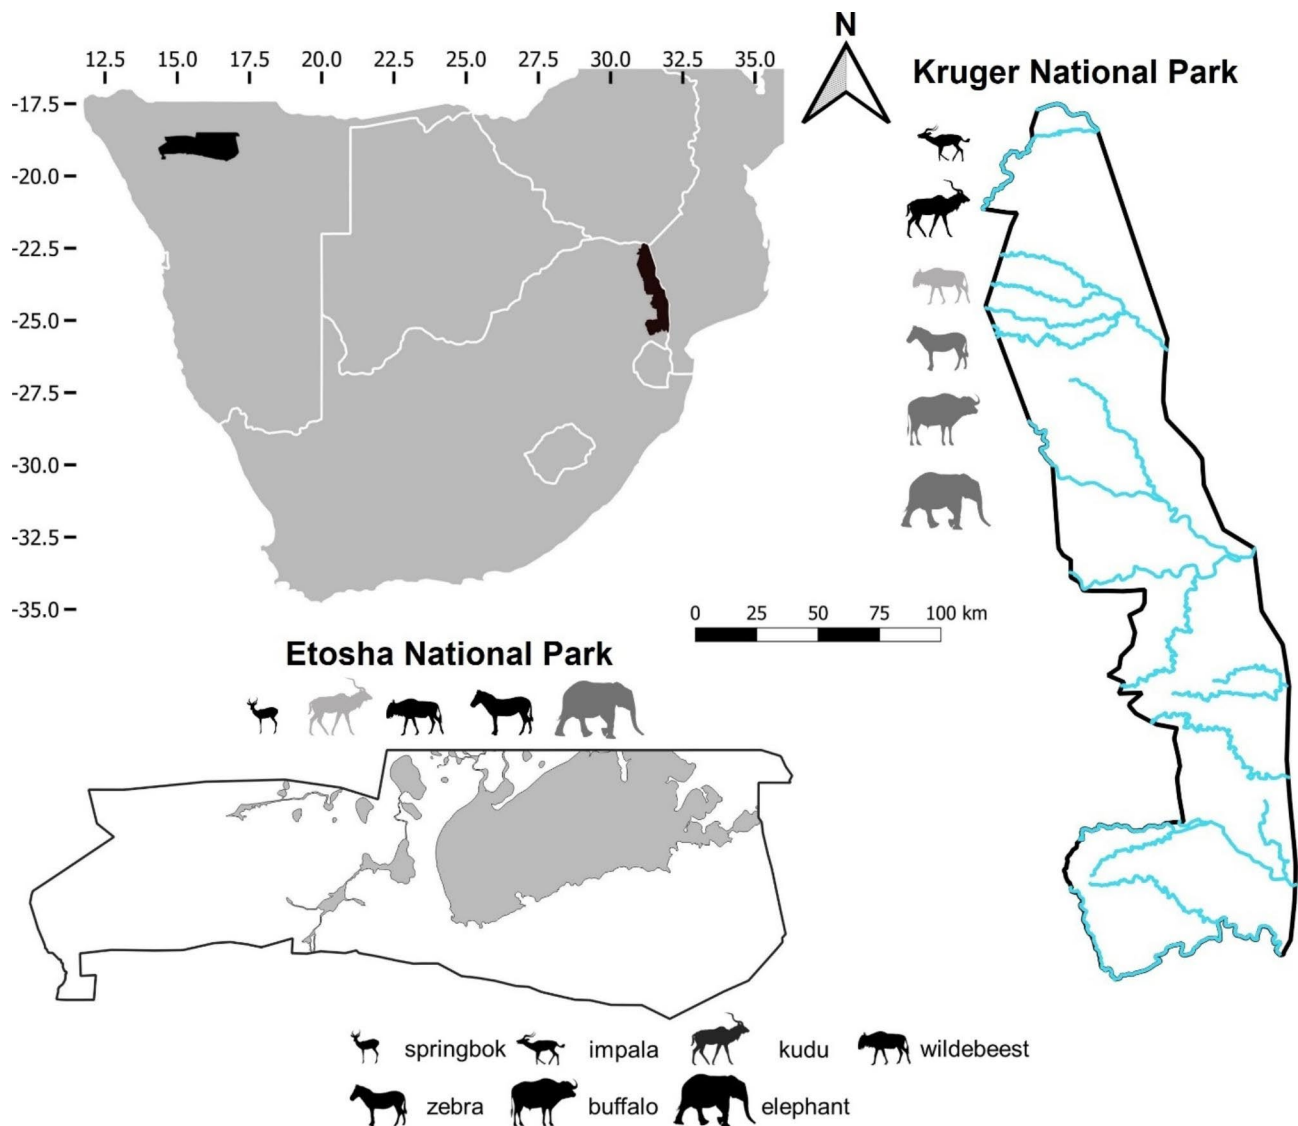 N
12.5 15.0 17.5 20.0 22.5 25.0 27.5 30.0 32.5 35.0
Kruger National Park
-17.5
-20.0
-22.5
-25.0
-27.5
-30.0
-32.5
-35.0
0 25 50 75 100 km
Etosha National Park
springbok impala kudu wildebeest
zebra buffalo elephant